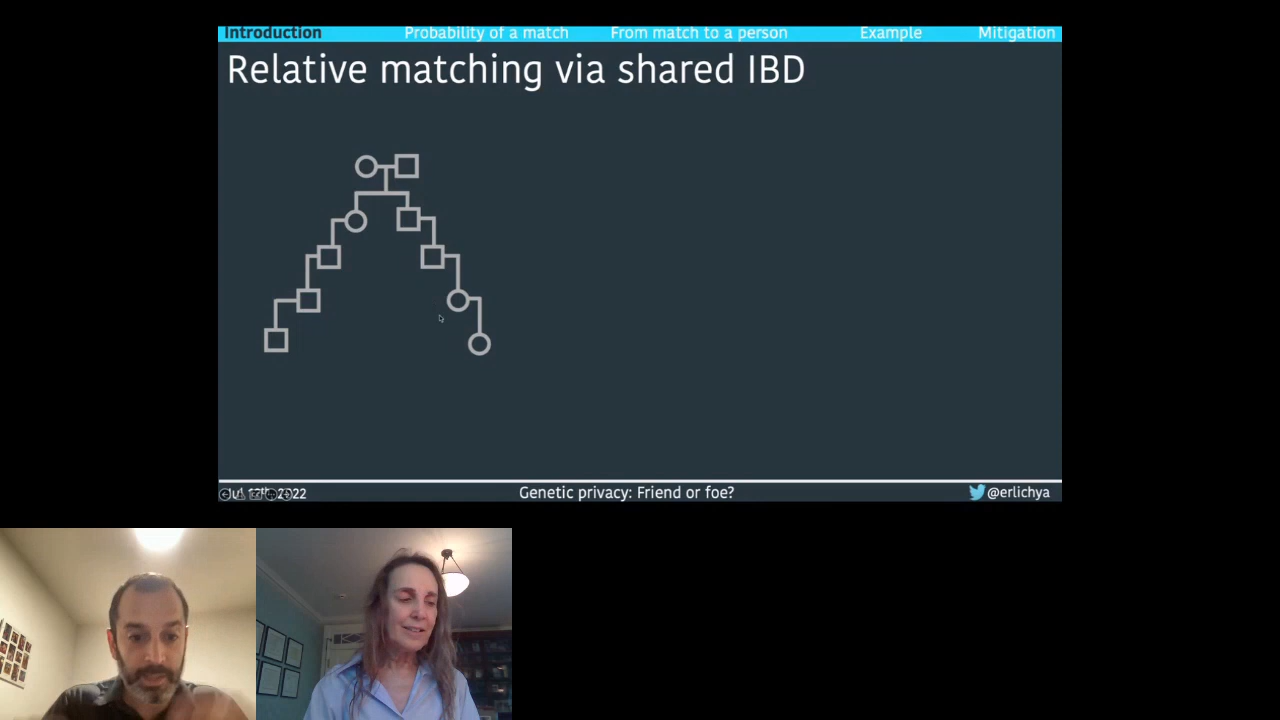 Introduction Probability of a match From match to a person Example Mitigation
Relative matching via shared IBD
2022 Genetic privacy: Friend or foe? @erlichya